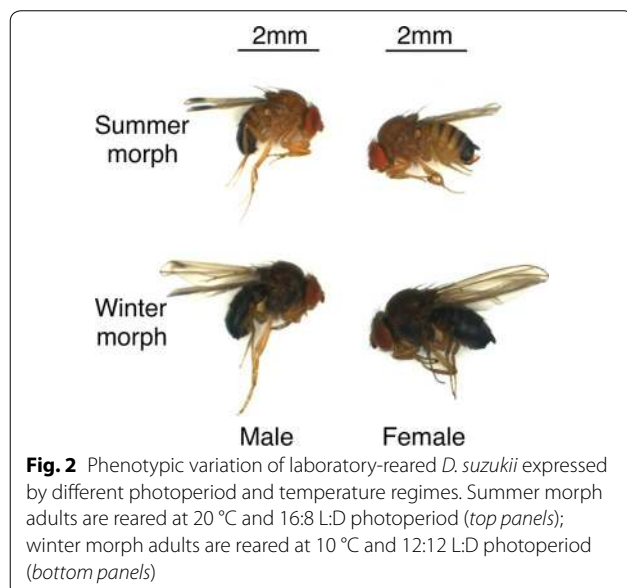 2mm 2mm
Summer
morph
Winter
morph
Male Female
Fig. 2 Phenotypic variation of laboratory-reared D. suzukii expressed
by different photoperiod and temperature regimes. Summer morph
adults are reared at 20 °C and 16:8 L:D photoperiod (top panels);
winter morph adults are reared at 10 °C and 12:12 L:D photoperiod
(bottom panels)